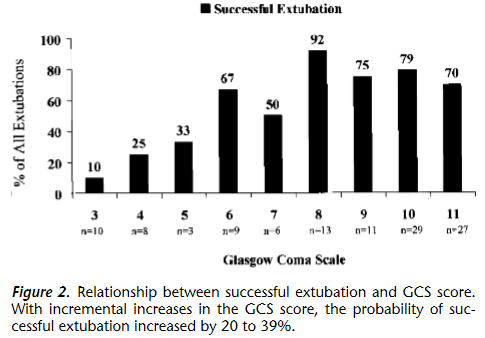 Successful Extubation
100
80
60
40
20
0
% of All Extubations
10
25
33
67
50
92
75
79
70
3 4 5 6 7 8 9 10 11
n=10 n=8 n=3 n=9 n-6 n-13 n=11 n=29 n=27
Glasgow Coma Scale
Figure 2. Relationship between successful extubation and GCS score.
With incremental increases in the GCS score, the probability of suc-
cessful extubation increased by 20 to 39%.